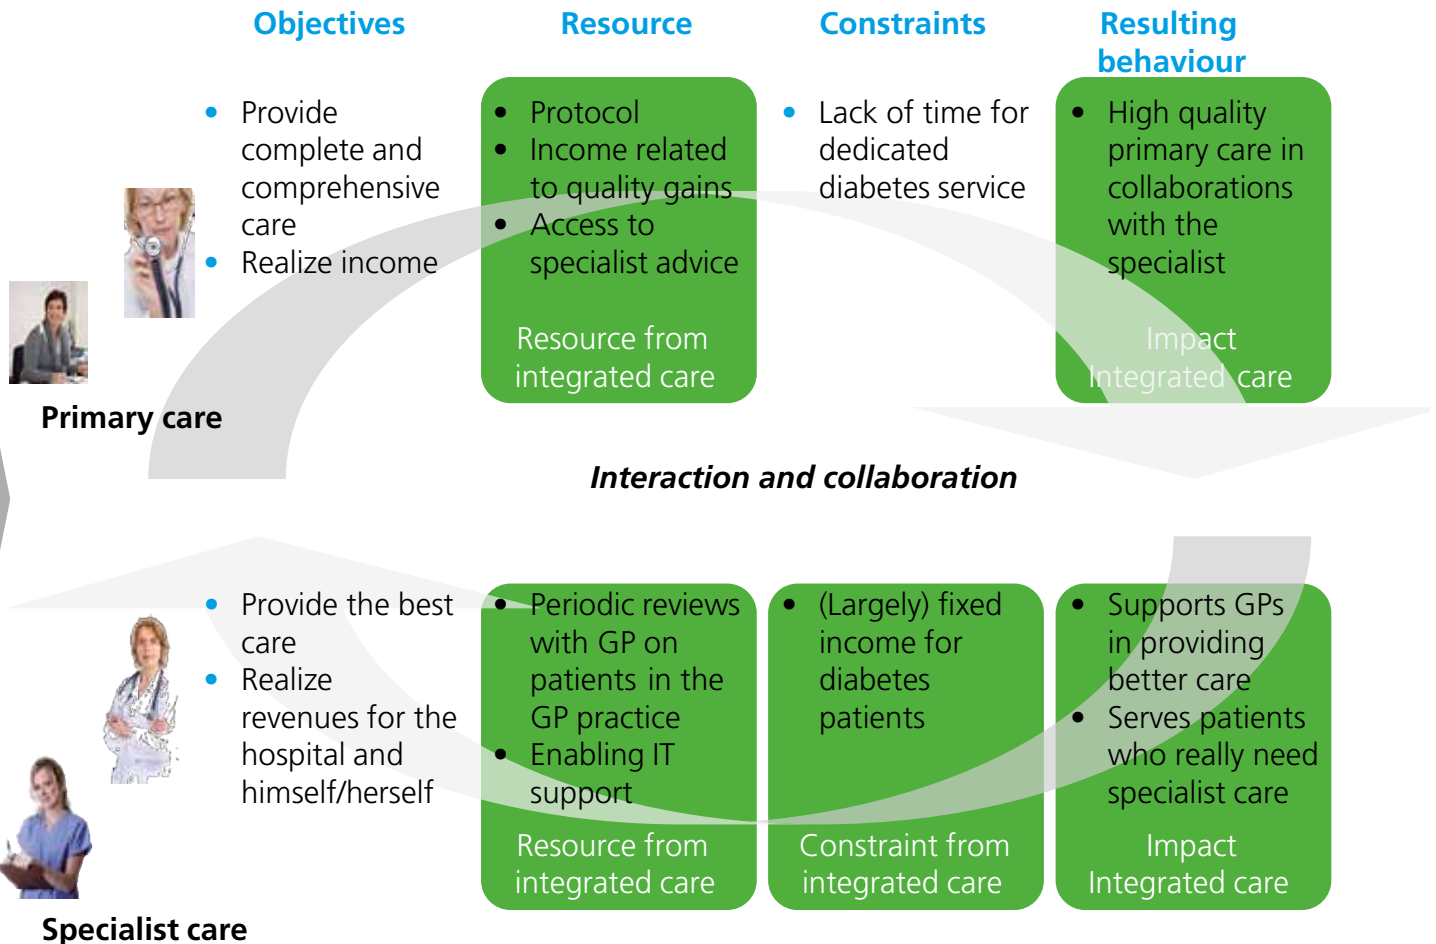 Objectives
Resource
Constraints
Resulting
behaviour
• Provide
complete and
comprehensive
care
• Realize income
• Protocol
• Income related
to quality gains
• Access to
specialist advice
Resource from
integrated care
• Lack of time for
dedicated
diabetes service
• High quality
primary care in
collaborations
with the
specialist
Impact
Integrated care
Primary care
Interaction and collaboration
• Provide the best
care
• Realize
revenues for the
hospital and
himself/herself
• Periodic reviews
with GP on
patients in the
GP practice
• Enabling IT
support
Resource from
integrated care
• (Largely) fixed
income for
diabetes
patients
Constraint from
integrated care
• Supports GPs
in providing
better care
• Serves patients
who really need
specialist care
Impact
Integrated care
Specialist care